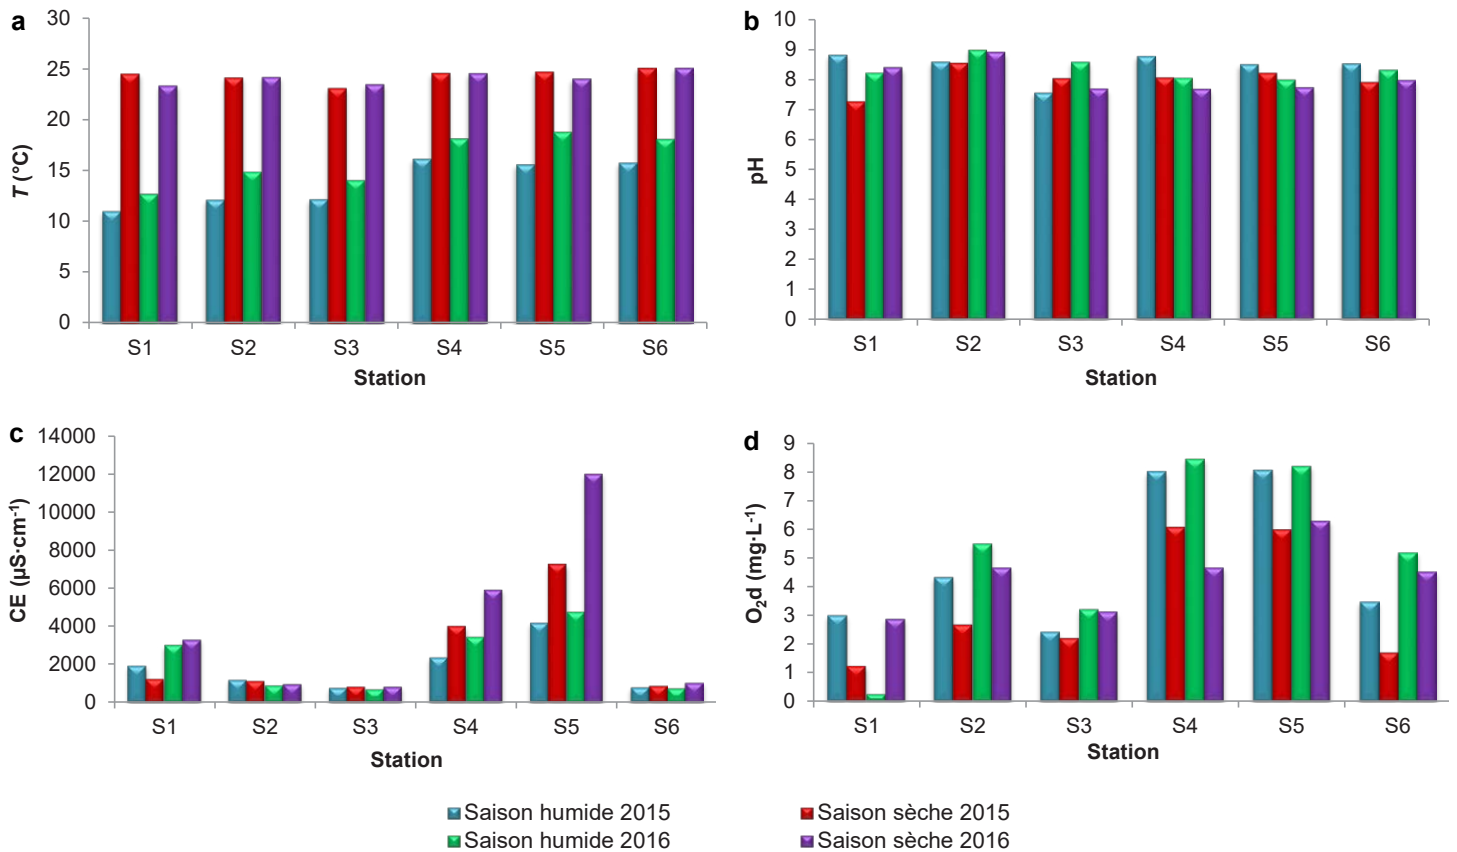 a
30
25
20
15
10
5
0
T (°C)
S1 S2 S3 S4 S5 S6
Station
b
10
9
8
7
6
5
4
3
2
1
0
pH
S1 S2 S3 S4 S5 S6
Station
c
14000
12000
10000
8000
6000
4000
2000
0
CE (µS·cm⁻¹)
S1 S2 S3 S4 S5 S6
Station
d
9
8
7
6
5
4
3
2
1
0
O₂d (mg·L⁻¹)
S1 S2 S3 S4 S5 S6
Station
Saison humide 2015 Saison sèche 2015
Saison humide 2016 Saison sèche 2016